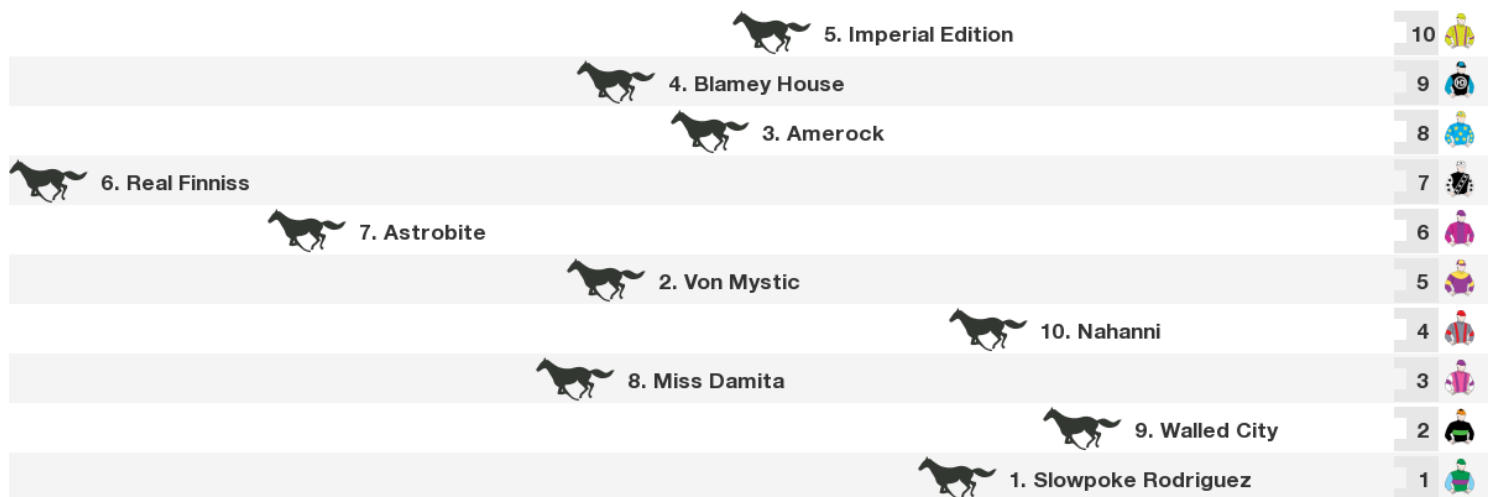 5. Imperial Edition 10
4. Blamey House 9
3. Amerock 8
6. Real Finniss 7
7. Astrobite 6
2. Von Mystic 5
10. Nahanni 4
8. Miss Damita 3
9. Walled City 2
1. Slowpoke Rodriguez 1